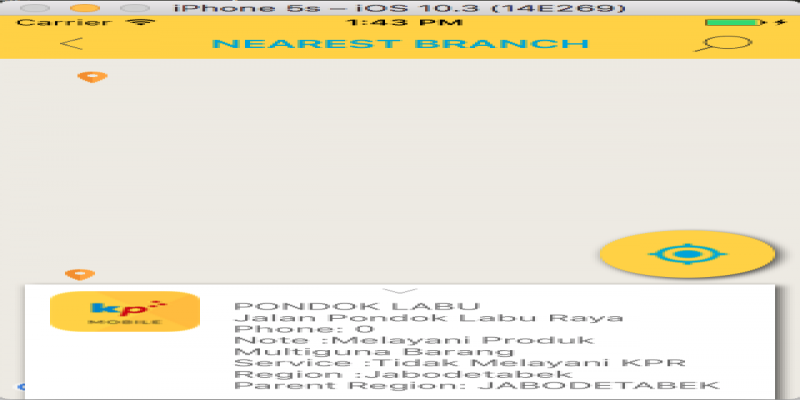 iPhone 5s – iOS 10.3 (14E269)
Carrier 1:43 PM
NEAREST BRANCH
kp
MOBILE
PONDOK LABU
Jalan Pondok Labu Raya
Phone: 0
Note :Melayani Produk
Multiguna Barang
Service :Tidak Melayani KPR
Region :Jabodetabek
Parent Region: JABODETABEK